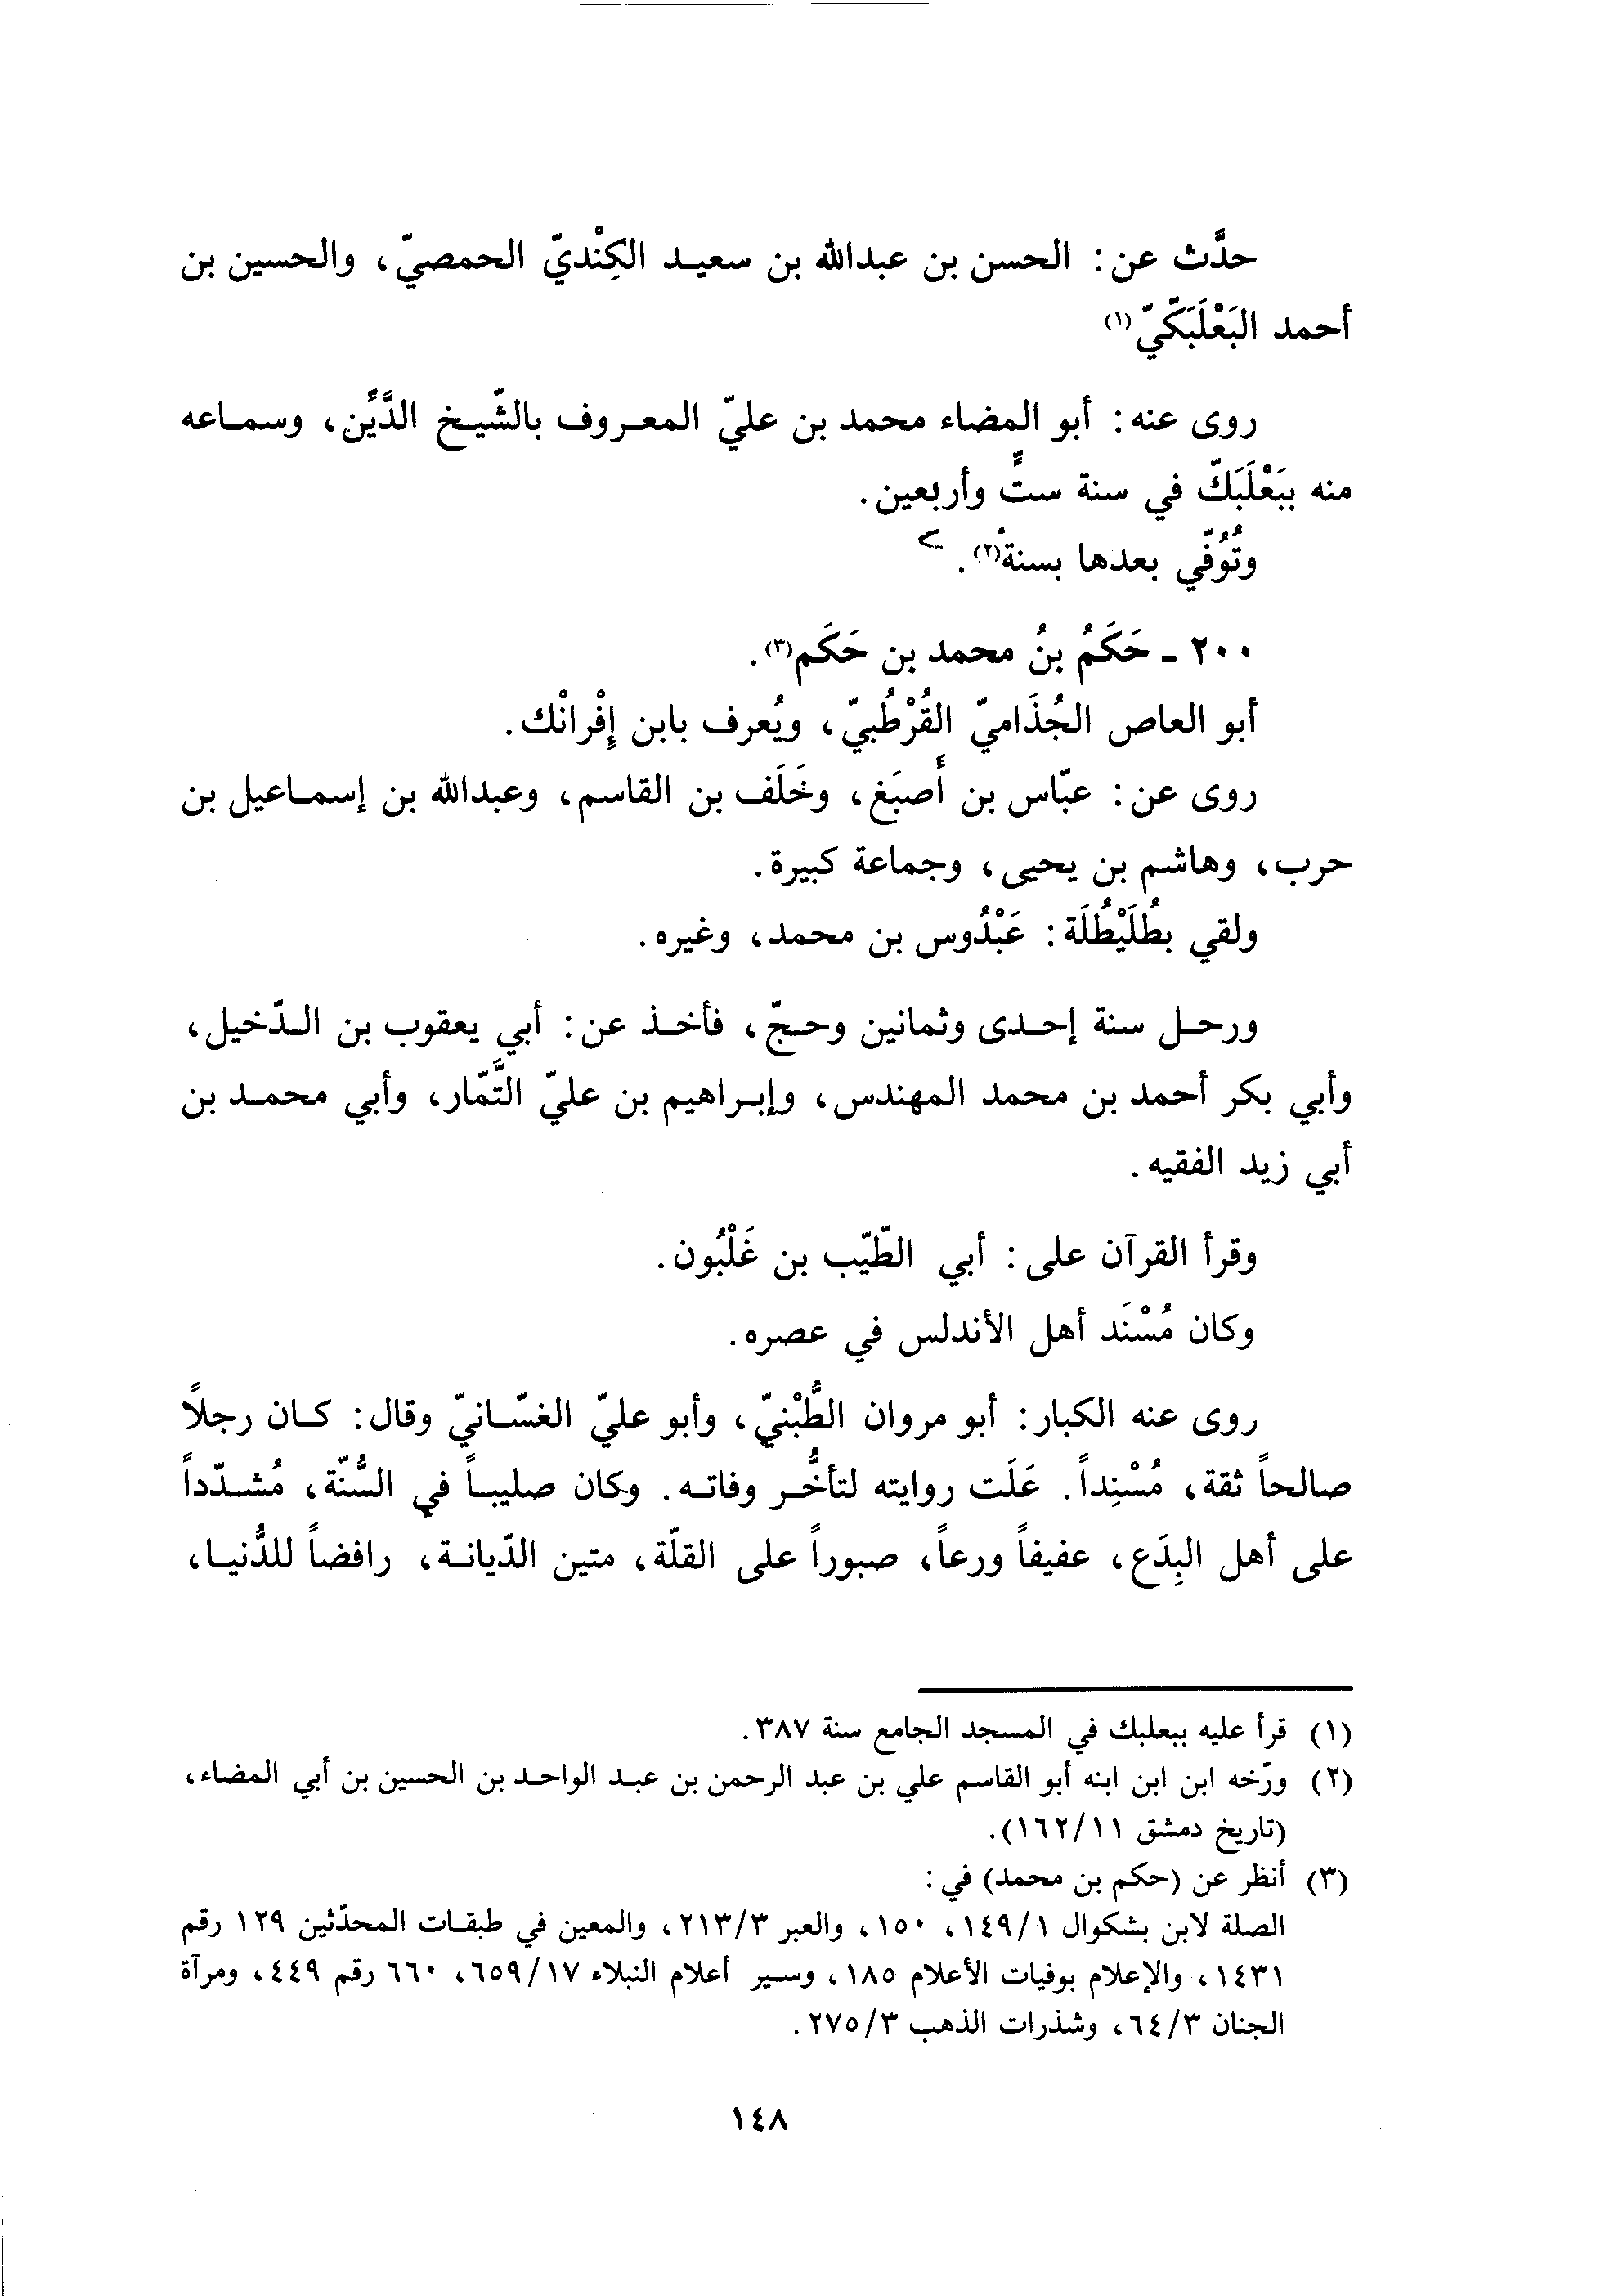 حدَّث عن: الحسن بن عبدالله بن سعيد الكِنْديّ الحمصيّ، والحسين بن
أحمد البَعْلَبَكّيّ(١)
روى عنه: أبو المضاء محمد بن عليّ المعروف بالشّيخ الدَّيِّن، وسماعه
منه ببَعْلَبَكّ في سنة ستٍّ وأربعين.
وتُوُفّي بعدها بسنة(٢).
٢٠٠ - حَكَمُ بنُ محمد بن حَكَم(٣).
أبو العاص الجُذَاميّ القُرْطُبيّ، ويُعرف بابن إفْرانْك.
روى عن: عبّاس بن أَصبَغ، وخَلَف بن القاسم، وعبدالله بن إسماعيل بن
حرب، وهاشم بن يحيى، وجماعة كبيرة.
ولقي بطُلَيْطُلَة: عَبْدُوس بن محمد، وغيره.
ورحل سنة إحدى وثمانين وحجّ، فأخذ عن: أبي يعقوب بن الدّخيل،
وأبي بكر أحمد بن محمد المهندس، وإبراهيم بن عليّ التَّمّار، وأبي محمد بن
أبي زيد الفقيه.
وقرأ القرآن على: أبي الطّيّب بن غَلْبُون.
وكان مُسْنَد أهل الأندلس في عصره.
روى عنه الكبار: أبو مروان الطُّبْنيّ، وأبو عليّ الغسّانيّ وقال: كان رجلاً
صالحاً ثقة، مُسْنِداً. عَلَت روايته لتأخُّر وفاته. وكان صليباً في السُّنّة، مُشدّداً
على أهل البِدَع، عفيفاً ورعاً، صبوراً على القلّة، متين الدّيانة، رافضاً للدُّنيا،
(١) قرأ عليه ببعلبك في المسجد الجامع سنة ٣٨٧.
(٢) ورّخه ابن ابن ابنه أبو القاسم علي بن عبد الرحمن بن عبد الواحد بن الحسين بن أبي المضاء،
(تاريخ دمشق ١٦٢/١١).
(٣) أنظر عن (حكم بن محمد) في:
الصلة لابن بشكوال ١٤٩/١، ١٥٠، والعبر ٢١٣/٣، والمعين في طبقات المحدّثين ١٢٩ رقم
١٤٣١، والإعلام بوفيات الأعلام ١٨٥، وسير أعلام النبلاء ٦٥٩/١٧، ٦٦٠ رقم ٤٤٩، ومرآة
الجنان ٦٤/٣، وشذرات الذهب ٢٧٥/٣.
١٤٨